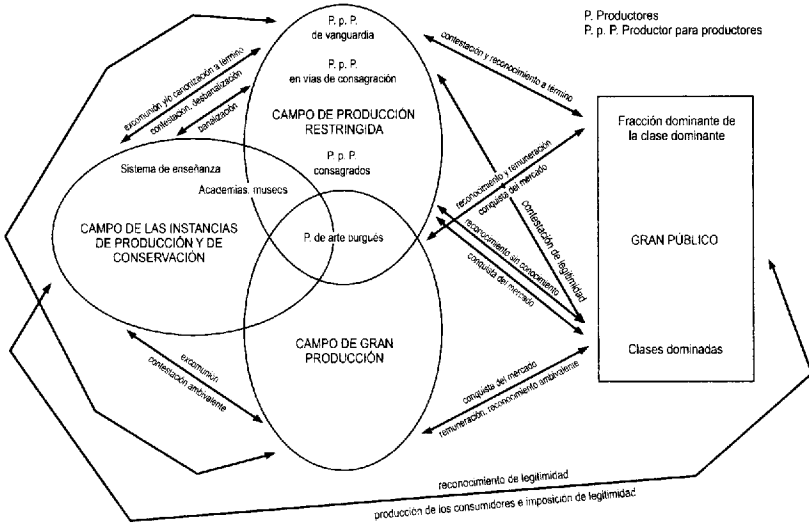 P. Productores
P. p. P. Productor para productores
P. p. P.
de vanguardia
P. p. P.
en vías de consagración
CAMPO DE PRODUCCIÓN
RESTRINGIDA
P. p. P.
consagrados
P. de arte burgués
Sistema de enseñanza
Academias, museos
CAMPO DE LAS INSTANCIAS
DE PRODUCCIÓN Y DE
CONSERVACIÓN
CAMPO DE GRAN
PRODUCCIÓN
Fracción dominante de
la clase dominante
GRAN PÚBLICO
Clases dominadas
excomunión y/o canonización a término
contestación, desbanalización
banalización
contestación y reconocimiento a término
reconocimiento y remuneración
conquista del mercado
contestación de legitimidad
reconocimiento sin conocimiento
conquista del mercado
excomunión
contestación ambivalente
conquista del mercado
remuneración, reconocimiento ambivalente
reconocimiento de legitimidad
producción de los consumidores e imposición de legitimidad